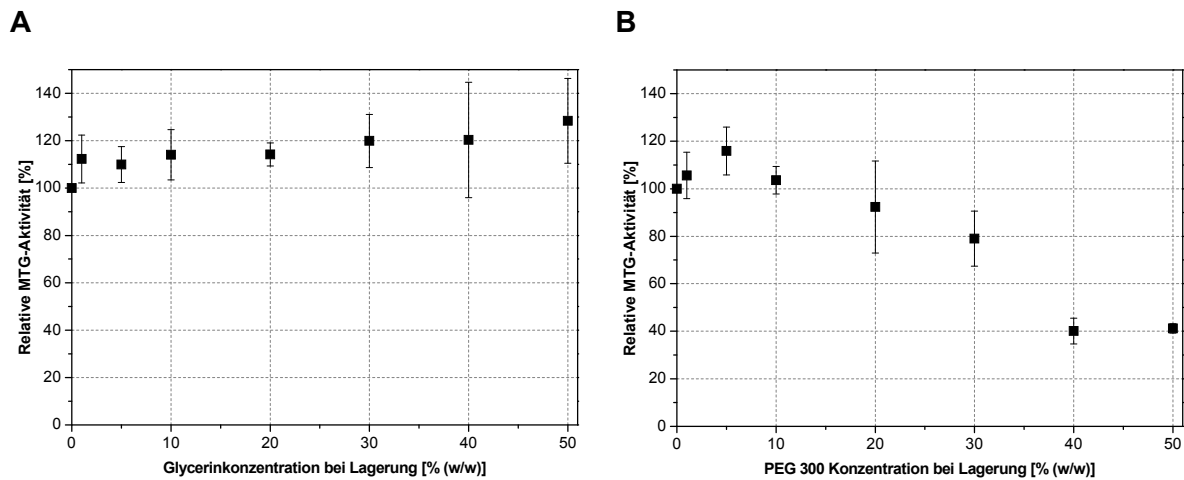 A
Relative MTG-Aktivität [%]
140
120
100
80
60
40
20
0
0 10 20 30 40 50
Glycerinkonzentration bei Lagerung [% (w/w)]
B
Relative MTG-Aktivität [%]
140
120
100
80
60
40
20
0
0 10 20 30 40 50
PEG 300 Konzentration bei Lagerung [% (w/w)]